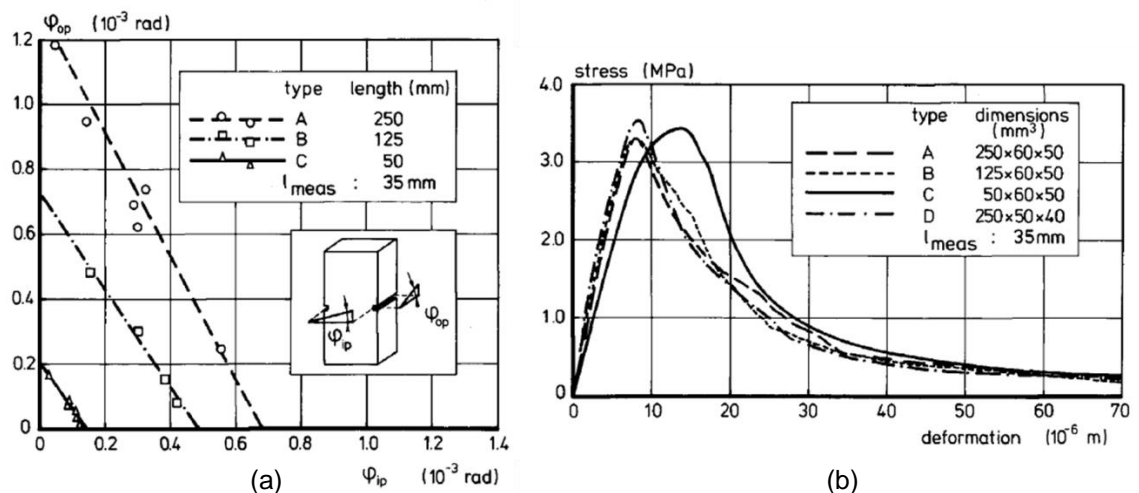 φop (10⁻³ rad)
1.2
1.0
0.8
0.6
0.4
0.2
0
type length (mm)
A 250
B 125
C 50
lmeas : 35mm
φip
φop
0 0.2 0.4 0.6 0.8 1.0 1.2 1.4
φip (10⁻³ rad)
(a)
stress (MPa)
4.0
3.0
2.0
1.0
0
type dimensions
(mm³)
A 250×60×50
B 125×60×50
C 50×60×50
D 250×50×40
lmeas : 35mm
0 10 20 30 40 50 60 70
deformation (10⁻⁶ m)
(b)